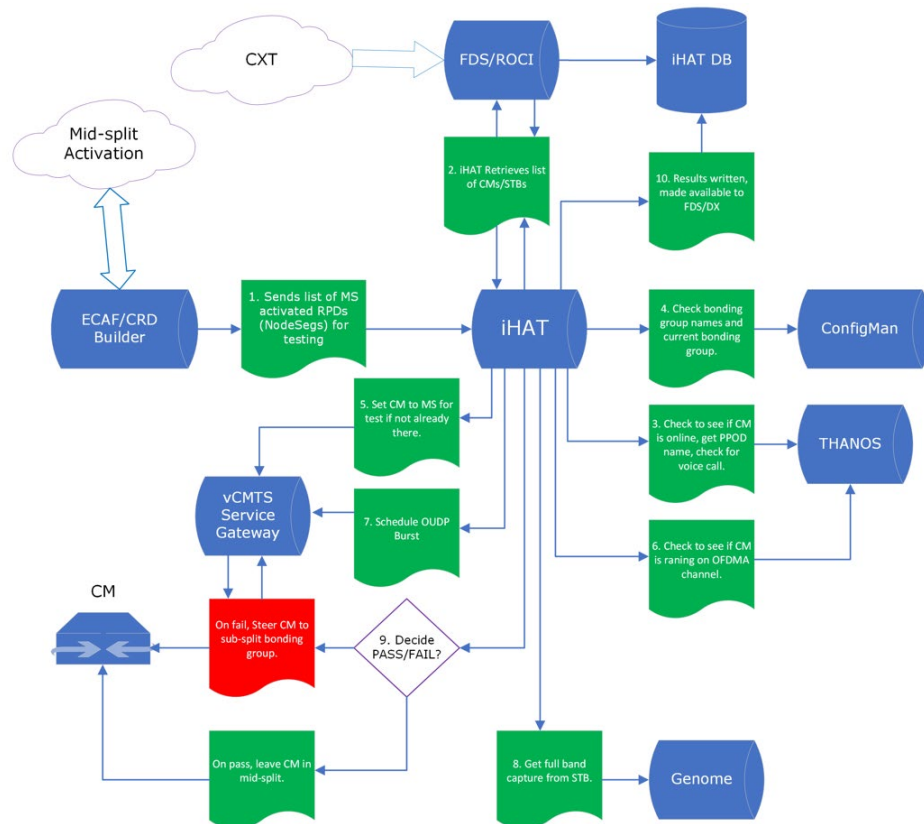 CXT
FDS/ROCI
iHAT DB
Mid-split
Activation
2. iHAT Retrieves list
of CMs/STBs
10. Results written,
made available to
FDS/DX
ECAF/CRD
Builder
1. Sends list of MS
activated RPDs
(NodeSegs) for
testing
iHAT
4. Check bonding
group names and
current bonding
group.
ConfigMan
5. Set CM to MS for
test if not already
there.
3. Check to see if CM
is online, get PPOD
name, check for
voice call.
THANOS
vCMTS
Service
Gateway
7. Schedule OUDP
Burst
6. Check to see if CM
is raning on OFDMA
channel.
CM
On fail, Steer CM to
sub-split bonding
group.
9. Decide
PASS/FAIL?
On pass, leave CM in
mid-split.
8. Get full band
capture from STB.
Genome